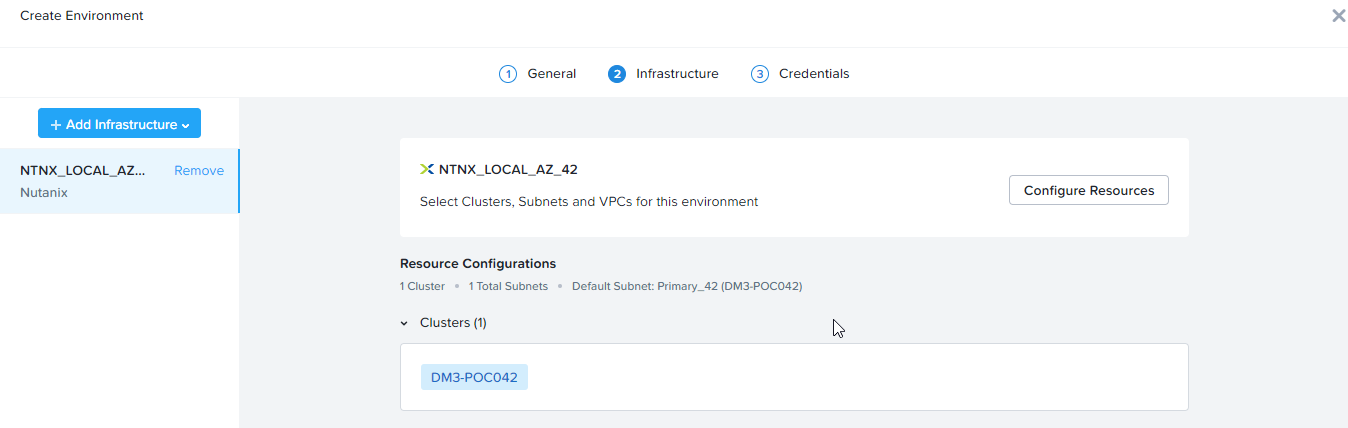 Create Environment
1 General 2 Infrastructure 3 Credentials
+ Add Infrastructure
NTNX_LOCAL_AZ... Remove
Nutanix
NTNX_LOCAL_AZ_42
Select Clusters, Subnets and VPCs for this environment
Configure Resources
Resource Configurations
1 Cluster • 1 Total Subnets • Default Subnet: Primary_42 (DM3-POC042)
Clusters (1)
DM3-POC042